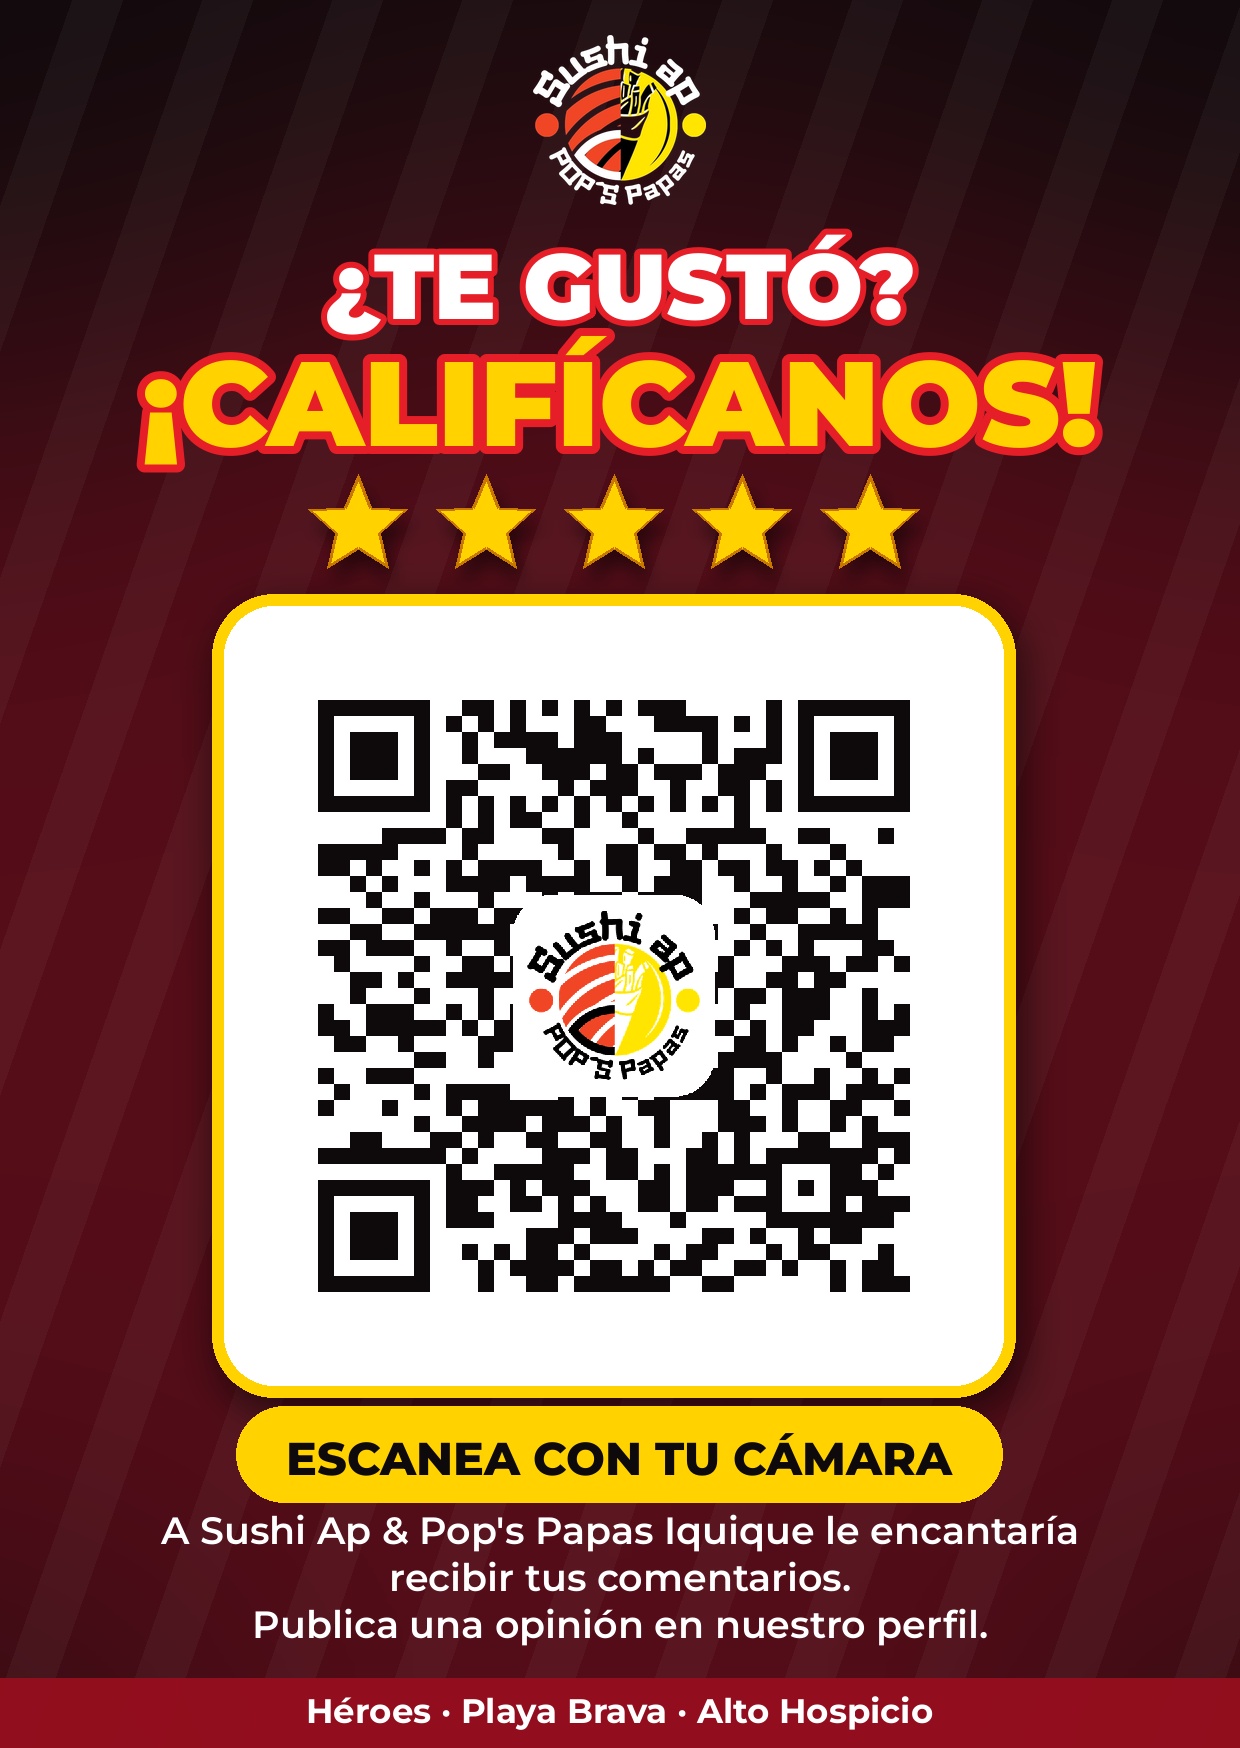 Sushi ap
POP'S Papas
¿TE GUSTÓ?
¡CALIFÍCANOS!
Sushi ap
POP'S Papas
ESCANEA CON TU CÁMARA
A Sushi Ap & Pop's Papas Iquique le encantaría
recibir tus comentarios.
Publica una opinión en nuestro perfil.
Héroes · Playa Brava · Alto Hospicio